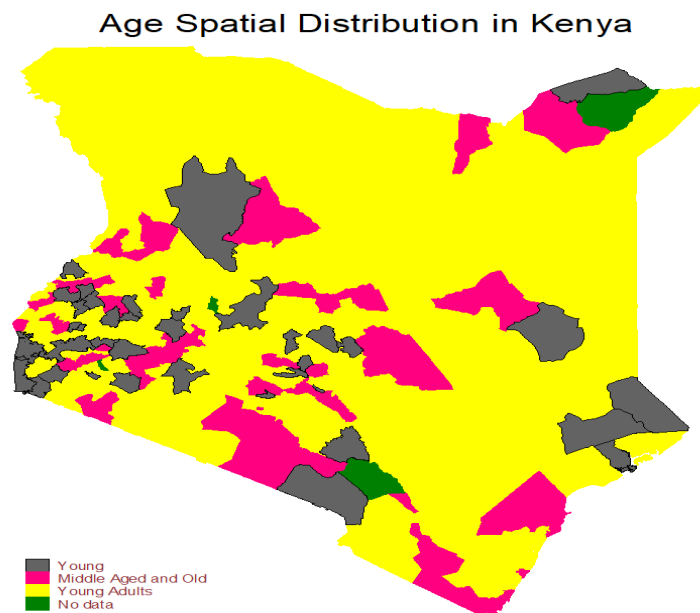 Age Spatial Distribution in Kenya
Young
Middle Aged and Old
Young Adults
No data